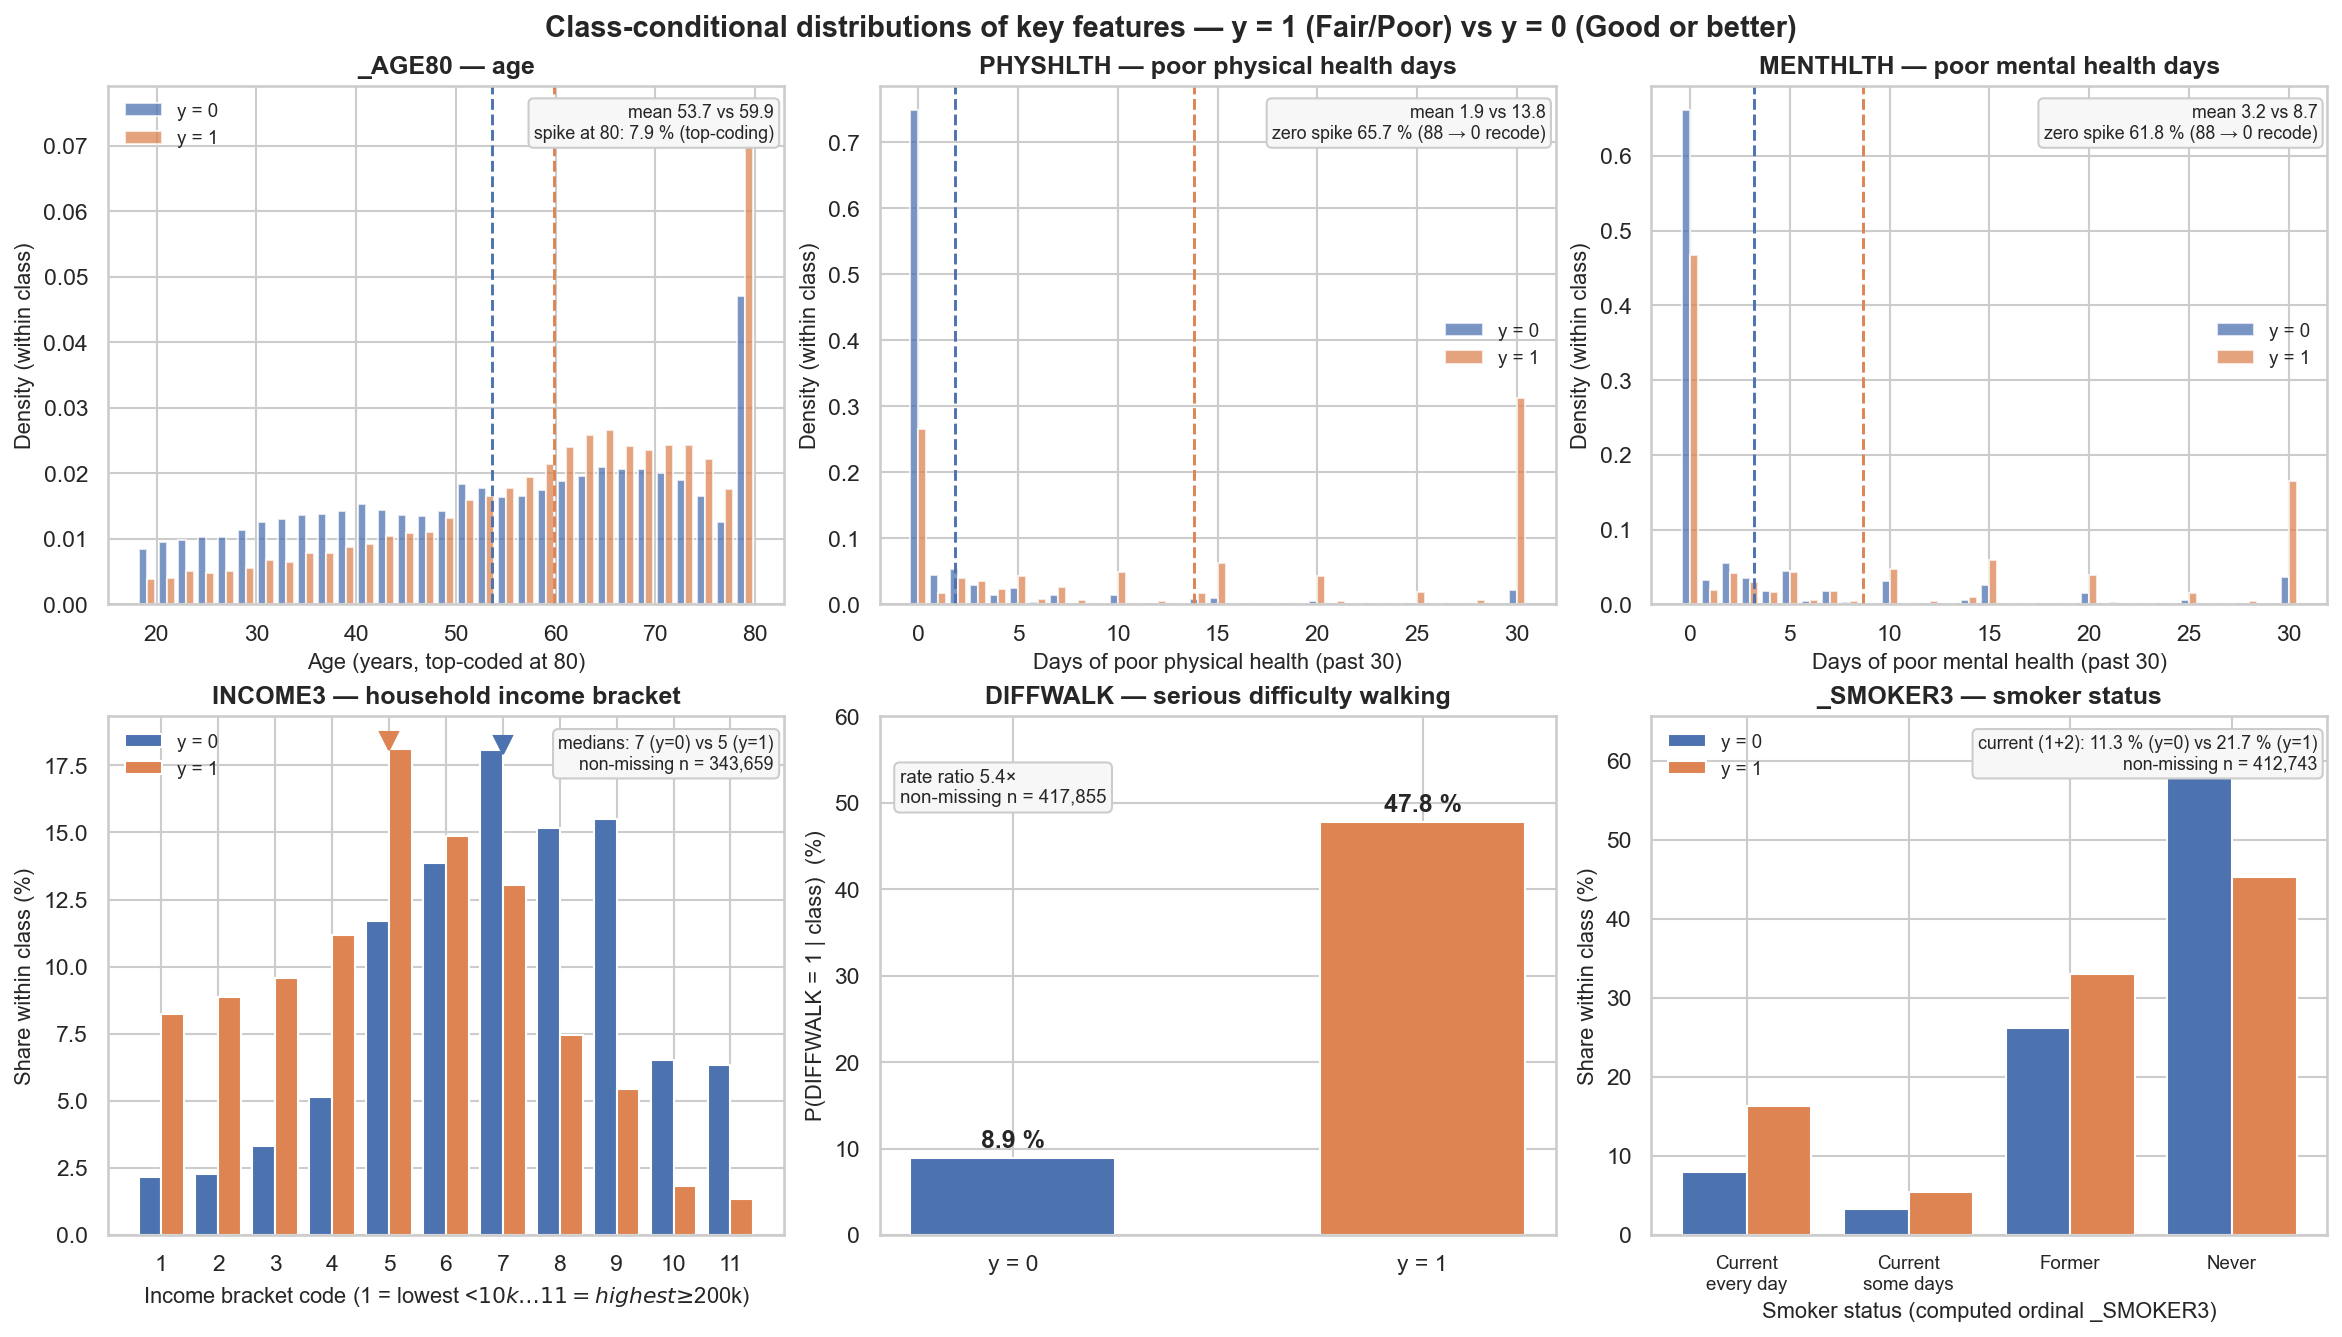 Class-conditional distributions of key features — y = 1 (Fair/Poor) vs y = 0 (Good or better)
_AGE80 — age
y = 0
y = 1
mean 53.7 vs 59.9
spike at 80: 7.9 % (top-coding)
Density (within class)
0.07
0.06
0.05
0.04
0.03
0.02
0.01
0.00
20 30 40 50 60 70 80
Age (years, top-coded at 80)
PHYSHLTH — poor physical health days
mean 1.9 vs 13.8
zero spike 65.7 % (88 → 0 recode)
y = 0
y = 1
Density (within class)
0.7
0.6
0.5
0.4
0.3
0.2
0.1
0.0
0 5 10 15 20 25 30
Days of poor physical health (past 30)
MENTHLTH — poor mental health days
mean 3.2 vs 8.7
zero spike 61.8 % (88 → 0 recode)
y = 0
y = 1
Density (within class)
0.6
0.5
0.4
0.3
0.2
0.1
0.0
0 5 10 15 20 25 30
Days of poor mental health (past 30)
INCOME3 — household income bracket
y = 0
y = 1
medians: 7 (y=0) vs 5 (y=1)
non-missing n = 343,659
Share within class (%)
17.5
15.0
12.5
10.0
7.5
5.0
2.5
0.0
1 2 3 4 5 6 7 8 9 10 11
Income bracket code (1 = lowest <10k...11 = highest≥200k)
DIFFWALK — serious difficulty walking
rate ratio 5.4×
non-missing n = 417,855
8.9 %
47.8 %
P(DIFFWALK = 1 | class) (%)
60
50
40
30
20
10
0
y = 0 y = 1
_SMOKER3 — smoker status
y = 0
y = 1
current (1+2): 11.3 % (y=0) vs 21.7 % (y=1)
non-missing n = 412,743
Share within class (%)
60
50
40
30
20
10
0
Current every day
Current some days
Former
Never
Smoker status (computed ordinal _SMOKER3)